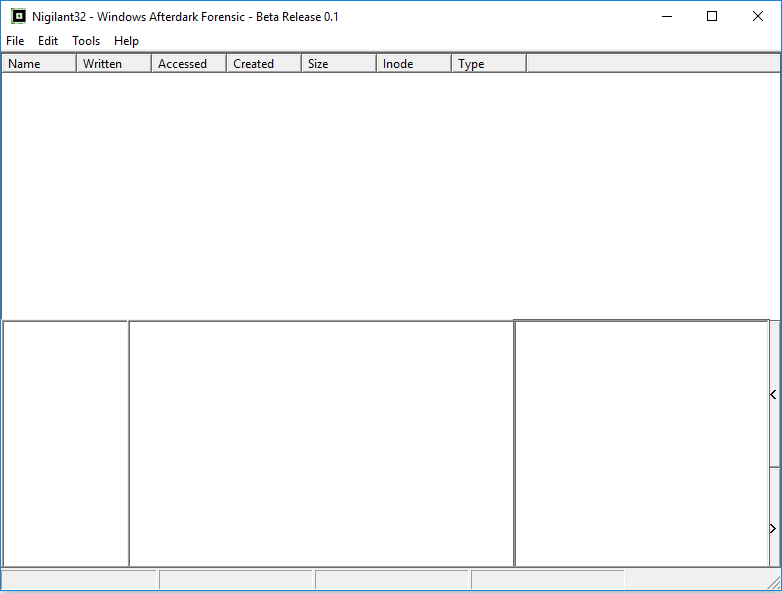 Nigilant32 - Windows Afterdark Forensic - Beta Release 0.1
File Edit Tools Help
Name Written Accessed Created Size Inode Type